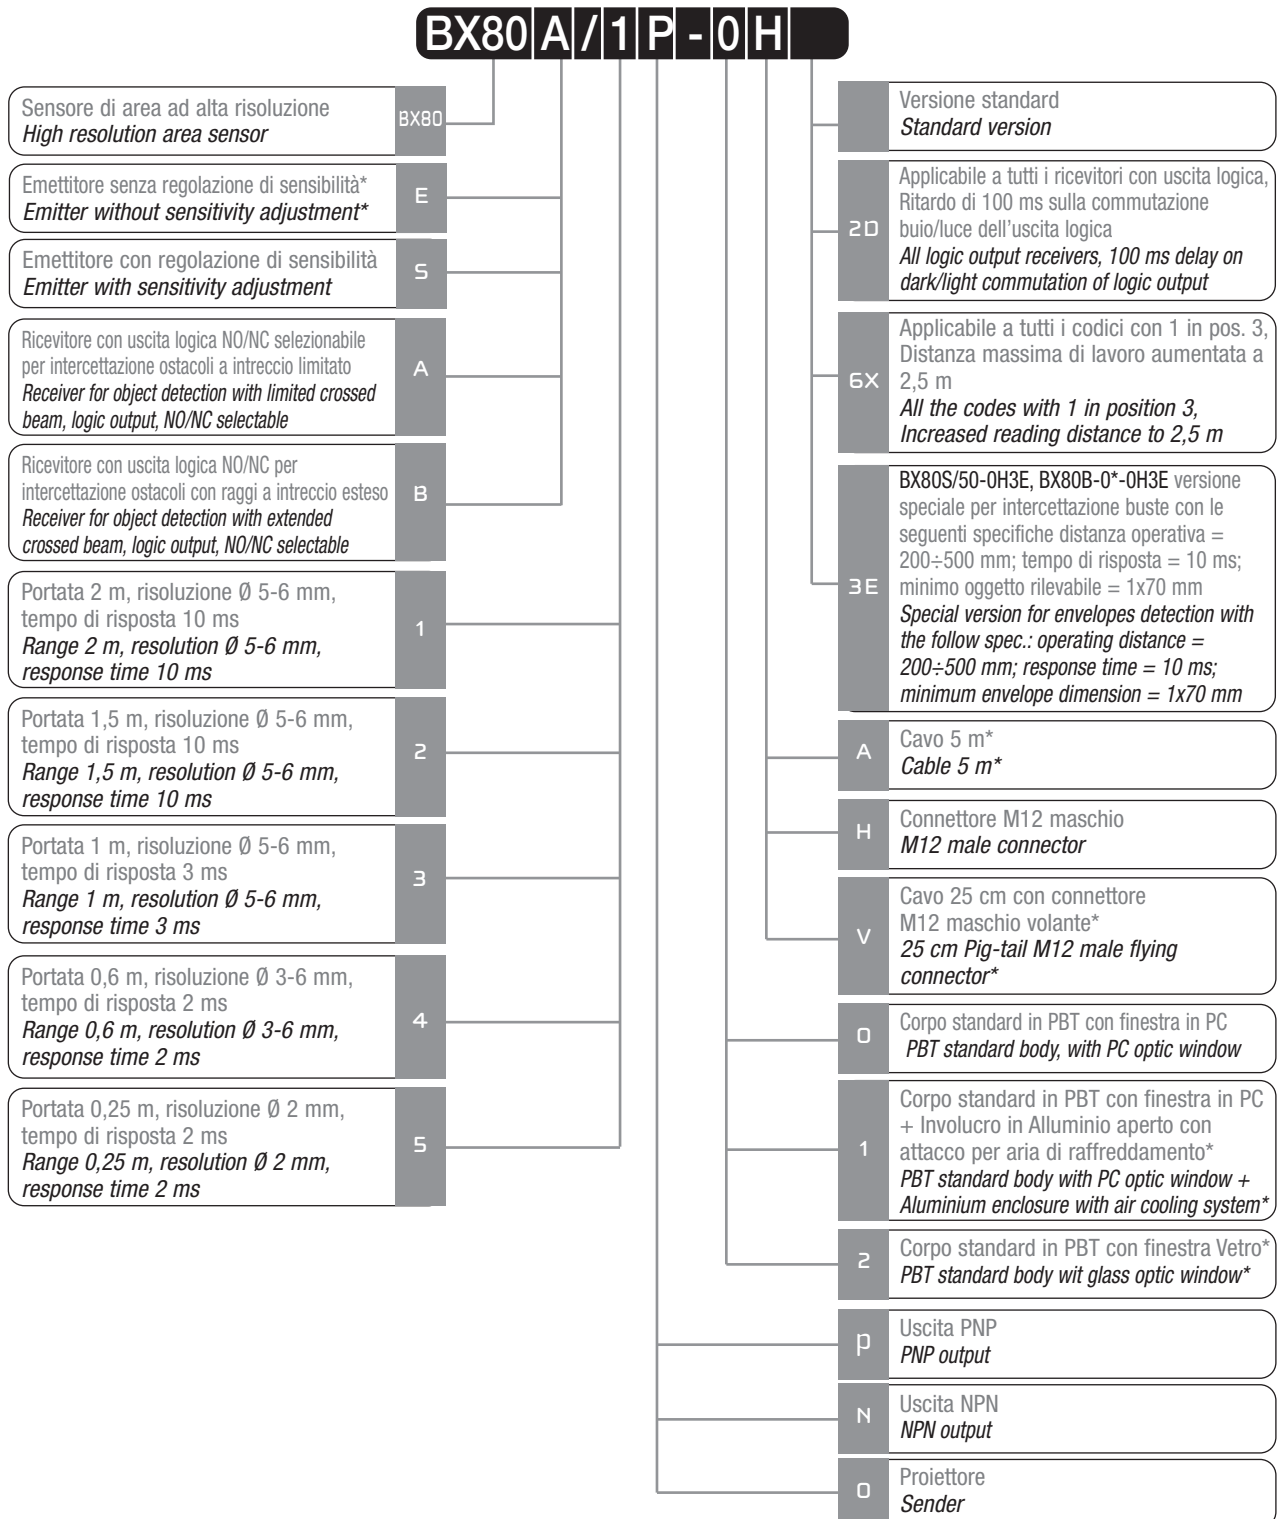 BX80A/1P-0H
Sensore di area ad alta risoluzione
High resolution area sensor
BX80
Emettitore senza regolazione di sensibilità*
Emitter without sensitivity adjustment*
E
Emettitore con regolazione di sensibilità
Emitter with sensitivity adjustment
S
Ricevitore con uscita logica NO/NC selezionabile
per intercettazione ostacoli a intreccio limitato
Receiver for object detection with limited crossed
beam, logic output, NO/NC selectable
A
Ricevitore con uscita logica NO/NC per
intercettazione ostacoli con raggi a intreccio esteso
Receiver for object detection with extended
crossed beam, logic output, NO/NC selectable
B
Portata 2 m, risoluzione Ø 5-6 mm,
tempo di risposta 10 ms
Range 2 m, resolution Ø 5-6 mm,
response time 10 ms
1
Portata 1,5 m, risoluzione Ø 5-6 mm,
tempo di risposta 10 ms
Range 1,5 m, resolution Ø 5-6 mm,
response time 10 ms
2
Portata 1 m, risoluzione Ø 5-6 mm,
tempo di risposta 3 ms
Range 1 m, resolution Ø 5-6 mm,
response time 3 ms
3
Portata 0,6 m, risoluzione Ø 3-6 mm,
tempo di risposta 2 ms
Range 0,6 m, resolution Ø 3-6 mm,
response time 2 ms
4
Portata 0,25 m, risoluzione Ø 2 mm,
tempo di risposta 2 ms
Range 0,25 m, resolution Ø 2 mm,
response time 2 ms
5
Versione standard
Standard version
2D
Applicabile a tutti i ricevitori con uscita logica,
Ritardo di 100 ms sulla commutazione
buio/luce dell'uscita logica
All logic output receivers, 100 ms delay on
dark/light commutation of logic output
6X
Applicabile a tutti i codici con 1 in pos. 3,
Distanza massima di lavoro aumentata a
2,5 m
All the codes with 1 in position 3,
Increased reading distance to 2,5 m
3E
BX80S/50-0H3E, BX80B-0*-0H3E versione
speciale per intercettazione buste con le
seguenti specifiche distanza operativa =
200÷500 mm; tempo di risposta = 10 ms;
minimo oggetto rilevabile = 1x70 mm
Special version for envelopes detection with
the follow spec.: operating distance =
200÷500 mm; response time = 10 ms;
minimum envelope dimension = 1x70 mm
A
Cavo 5 m*
Cable 5 m*
H
Connettore M12 maschio
M12 male connector
V
Cavo 25 cm con connettore
M12 maschio volante*
25 cm Pig-tail M12 male flying
connector*
0
Corpo standard in PBT con finestra in PC
PBT standard body, with PC optic window
1
Corpo standard in PBT con finestra in PC
+ Involucro in Alluminio aperto con
attacco per aria di raffreddamento*
PBT standard body with PC optic window +
Aluminium enclosure with air cooling system*
2
Corpo standard in PBT con finestra Vetro*
PBT standard body wit glass optic window*
P
Uscita PNP
PNP output
N
Uscita NPN
NPN output
0
Proiettore
Sender